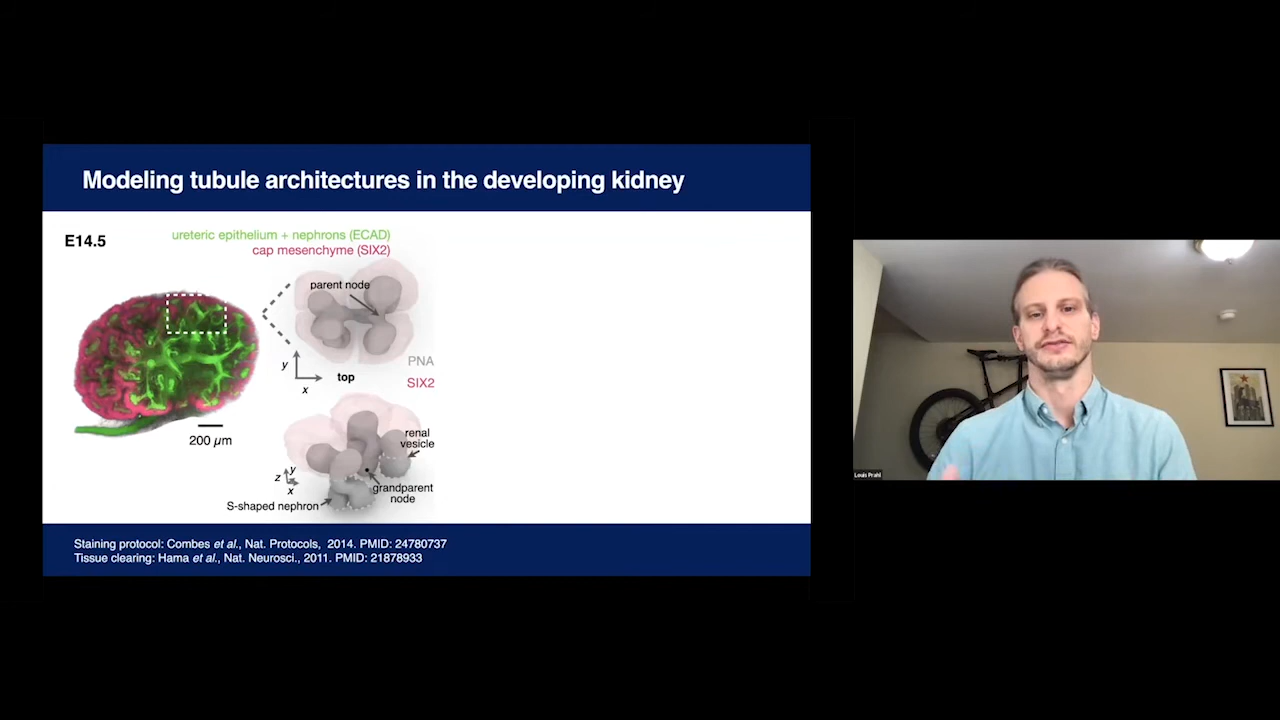 Modeling tubule architectures in the developing kidney
E14.5
ureteric epithelium + nephrons (ECAD)
cap mesenchyme (SIX2)
parent node
y
x
top
PNA
SIX2
200 µm
renal
vesicle
z
y
x
grandparent
node
S-shaped nephron
Staining protocol: Combes et al., Nat. Protocols, 2014. PMID: 24780737
Tissue clearing: Hama et al., Nat. Neurosci., 2011. PMID: 21878933
Louis Prahl